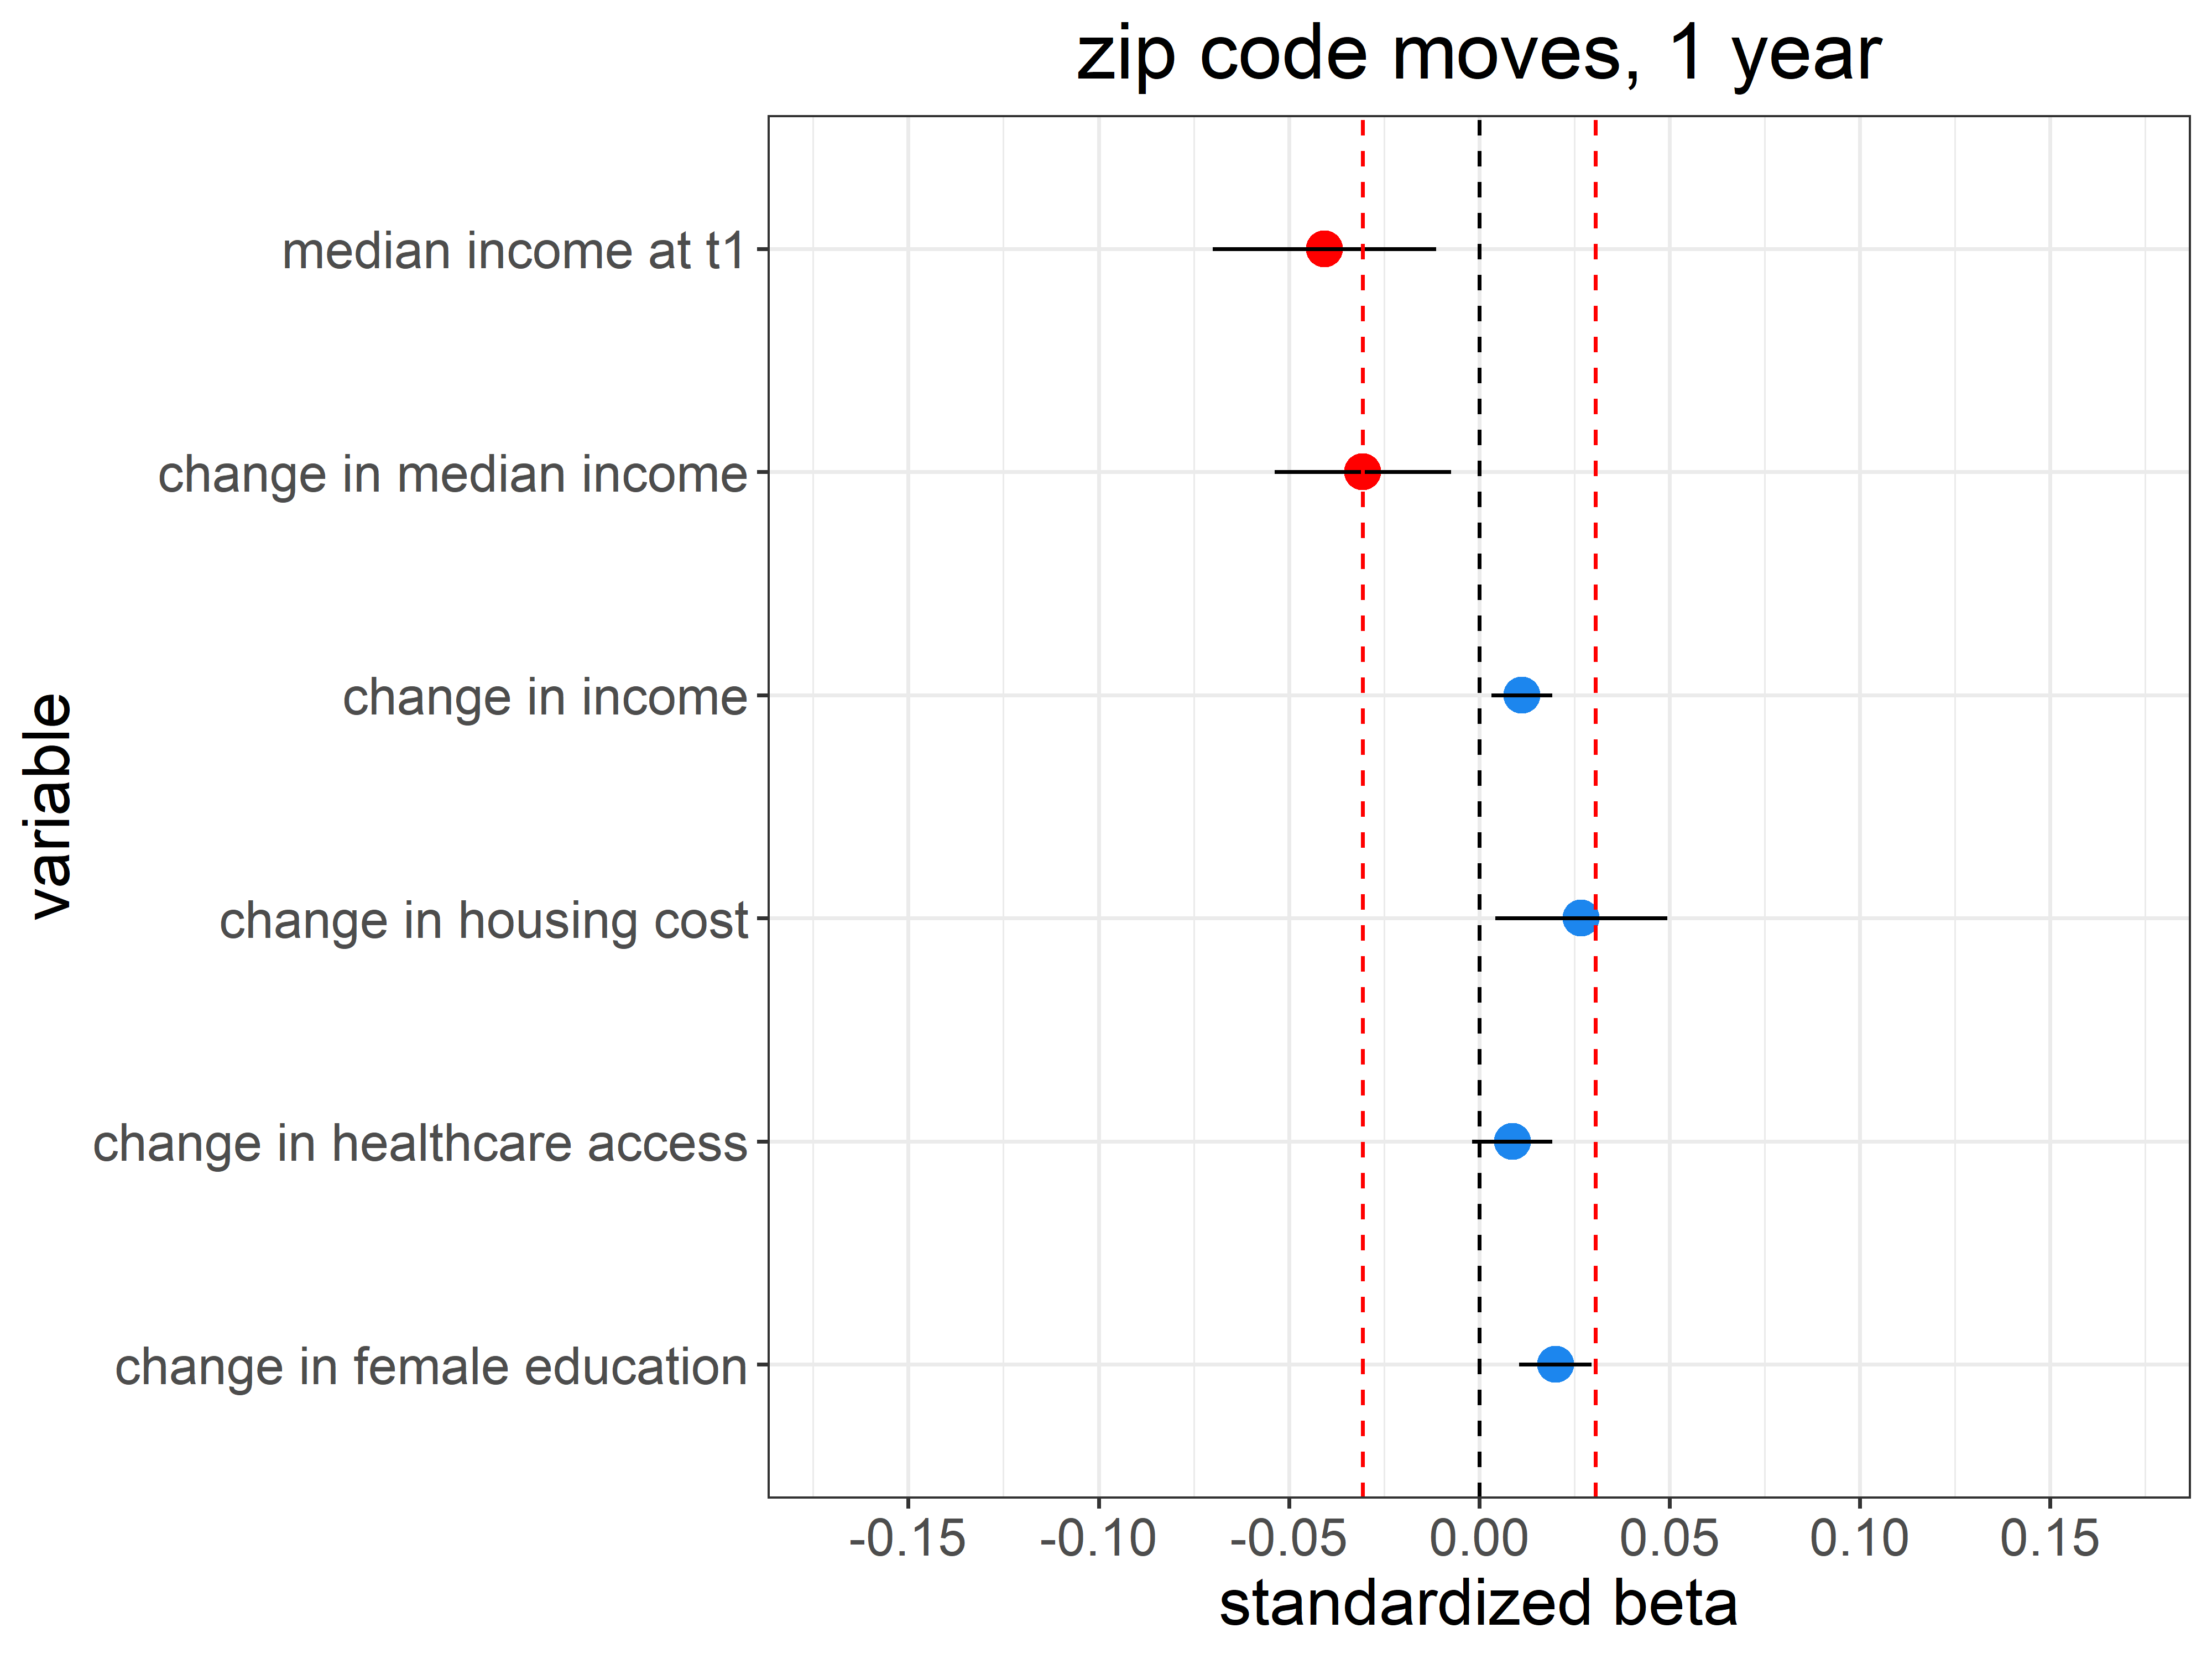 zip code moves, 1 year
variable
median income at t1
change in median income
change in income
change in housing cost
change in healthcare access
change in female education
-0.15 -0.10 -0.05 0.00 0.05 0.10 0.15
standardized beta